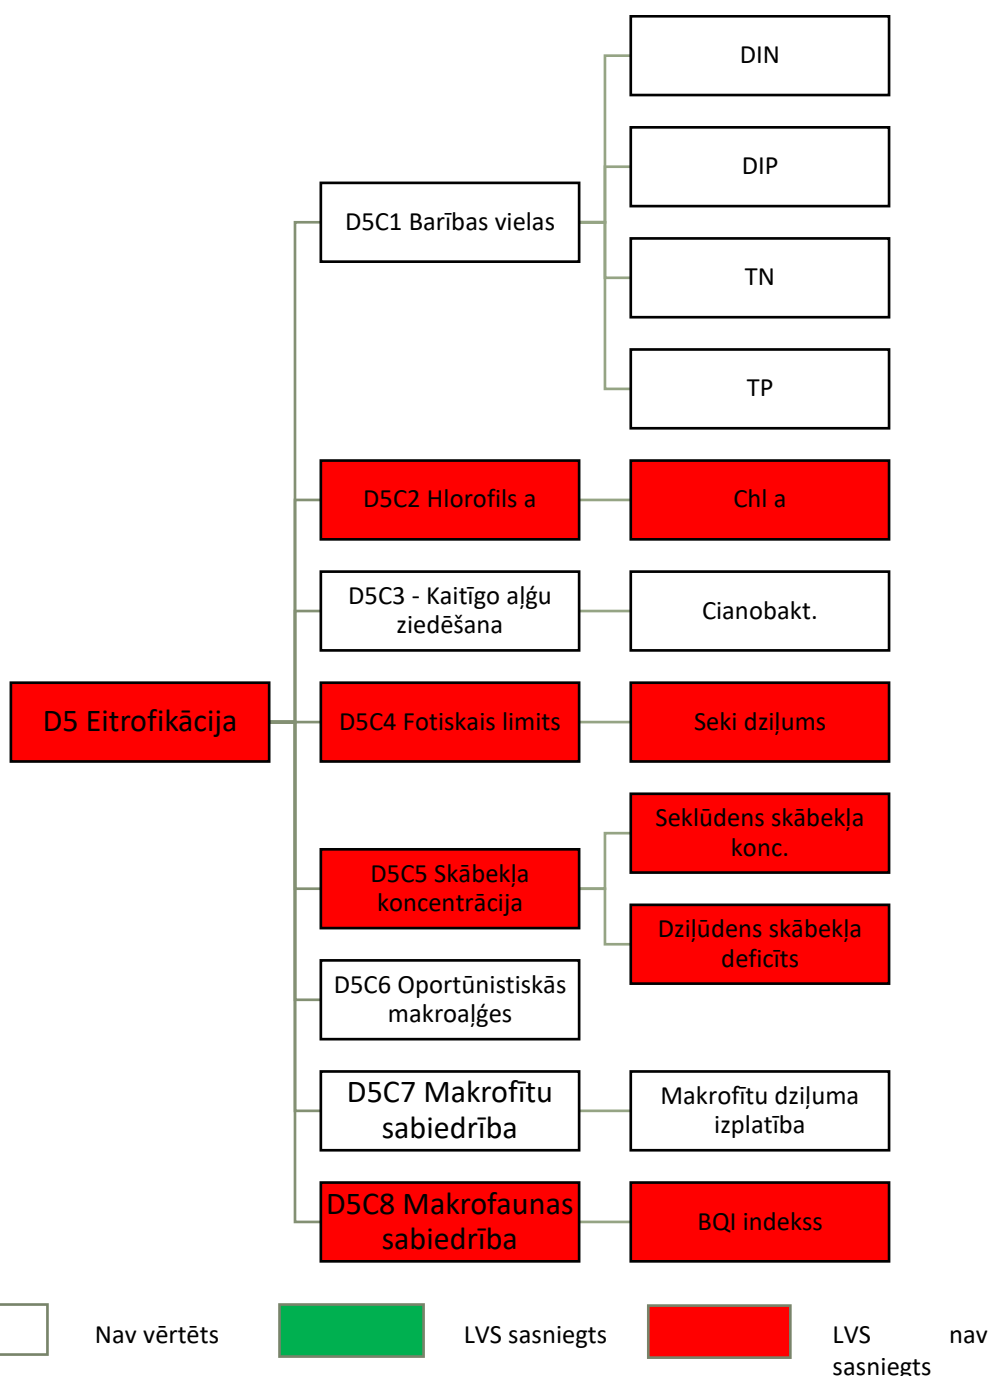 D5 Eitrofikācija
D5C1 Barības vielas
DIN
DIP
TN
TP
D5C2 Hlorofils a
Chl a
D5C3 - Kaitīgo aļģu
ziedēšana
Cianobakt.
D5C4 Fotiskais limits
Seki dziļums
D5C5 Skābekļa
koncentrācija
Seklūdens skābekļa
konc.
Dziļūdens skābekļa
deficīts
D5C6 Oportūnistiskās
makroaļģes
D5C7 Makrofītu
sabiedrība
Makrofītu dziļuma
izplatība
D5C8 Makrofaunas
sabiedrība
BQI indekss
Nav vērtēts
LVS sasniegts
LVS nav
sasniegts